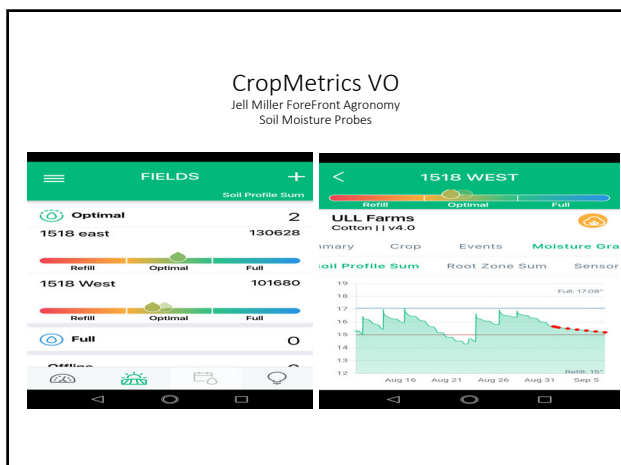 CropMetrics VO
Jell Miller ForeFront Agronomy
Soil Moisture Probes
FIELDS
Soil Profile Sum
Optimal 2
1518 east 130628
Refill Optimal Full
1518 West 101680
Refill Optimal Full
Full 0
1518 WEST
Refill Optimal Full
ULL Farms
Cotton | | v4.0
mmary Crop Events Moisture Gra
Soil Profile Sum Root Zone Sum Sensor
19
18
17
16
15
14
13
12
Full: 17.08"
Refill: 15"
Aug 16 Aug 21 Aug 26 Aug 31 Sep 5